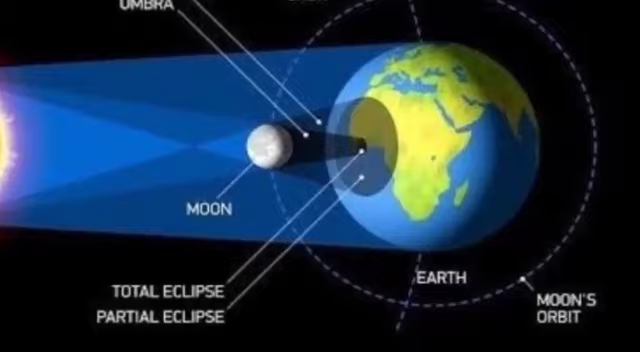 UMBRA
MOON
TOTAL ECLIPSE
PARTIAL ECLIPSE
EARTH
MOON'S
ORBIT